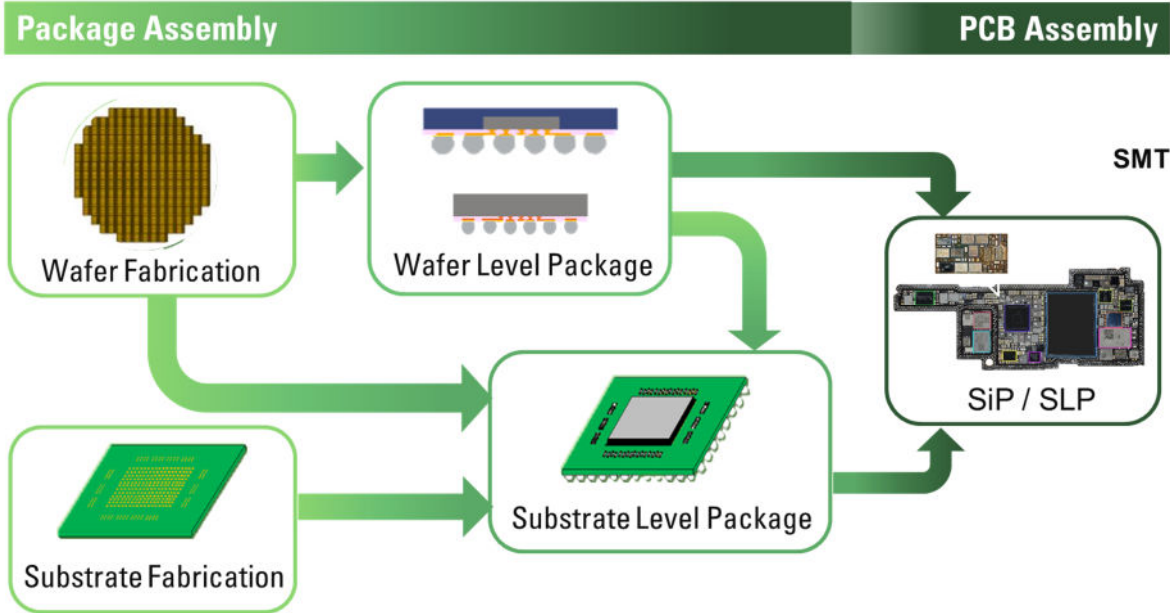 Package Assembly
PCB Assembly
SMT
Wafer Fabrication
Wafer Level Package
SiP / SLP
Substrate Level Package
Substrate Fabrication